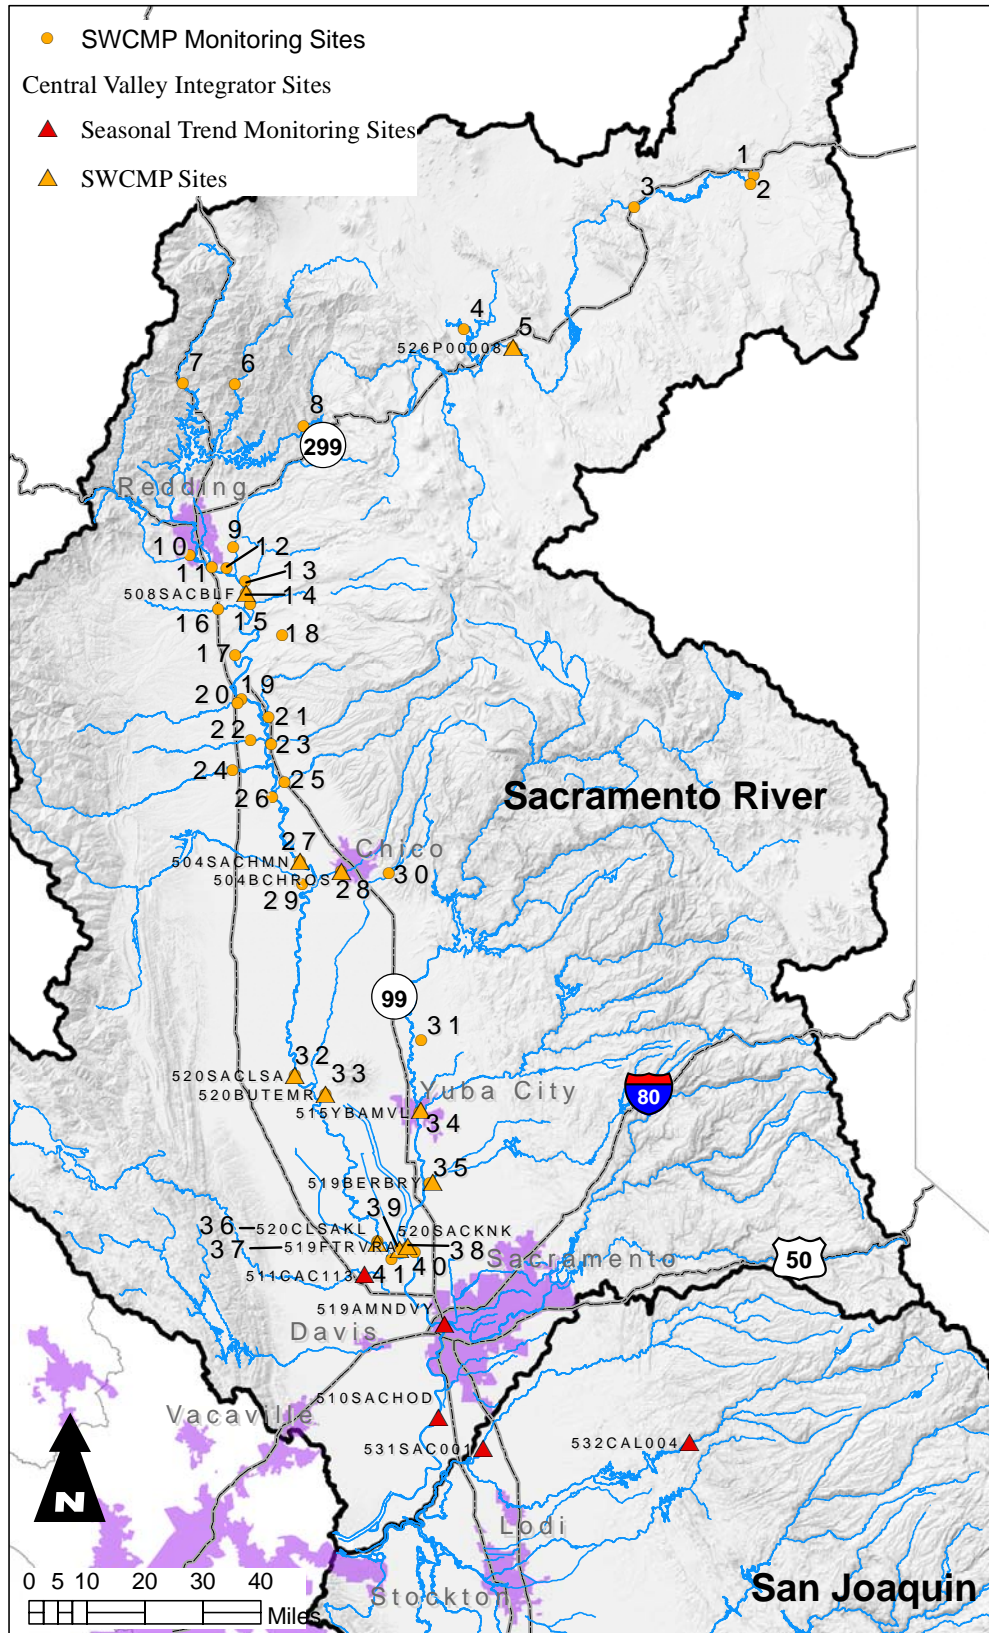 SWCMP Monitoring Sites
Central Valley Integrator Sites
Seasonal Trend Monitoring Sites
SWCMP Sites
1
2
3
4
5
526P00008
7
6
8
299
Redding
9
10
12
11
13
508SACBLF
14
16
15
18
17
19
20
21
22
23
24
25
26
Sacramento River
27
Chico
504SACHMN
504BCHROS
30
28
29
99
31
32
33
520SACLSA
520BUTEMR
Yuba City
80
515YBAMVL
34
35
519BERBRY
39
36
520CLSAKL
520SACKNK
37
519FTRVRA
38
Sacramento
50
511CAC113
41
40
519AMNDVY
Davis
510SACHOD
Vacaville
531SAC001
532CAL004
N
Lodi
0 5 10 20 30 40
Miles
Stockton
San Joaquin